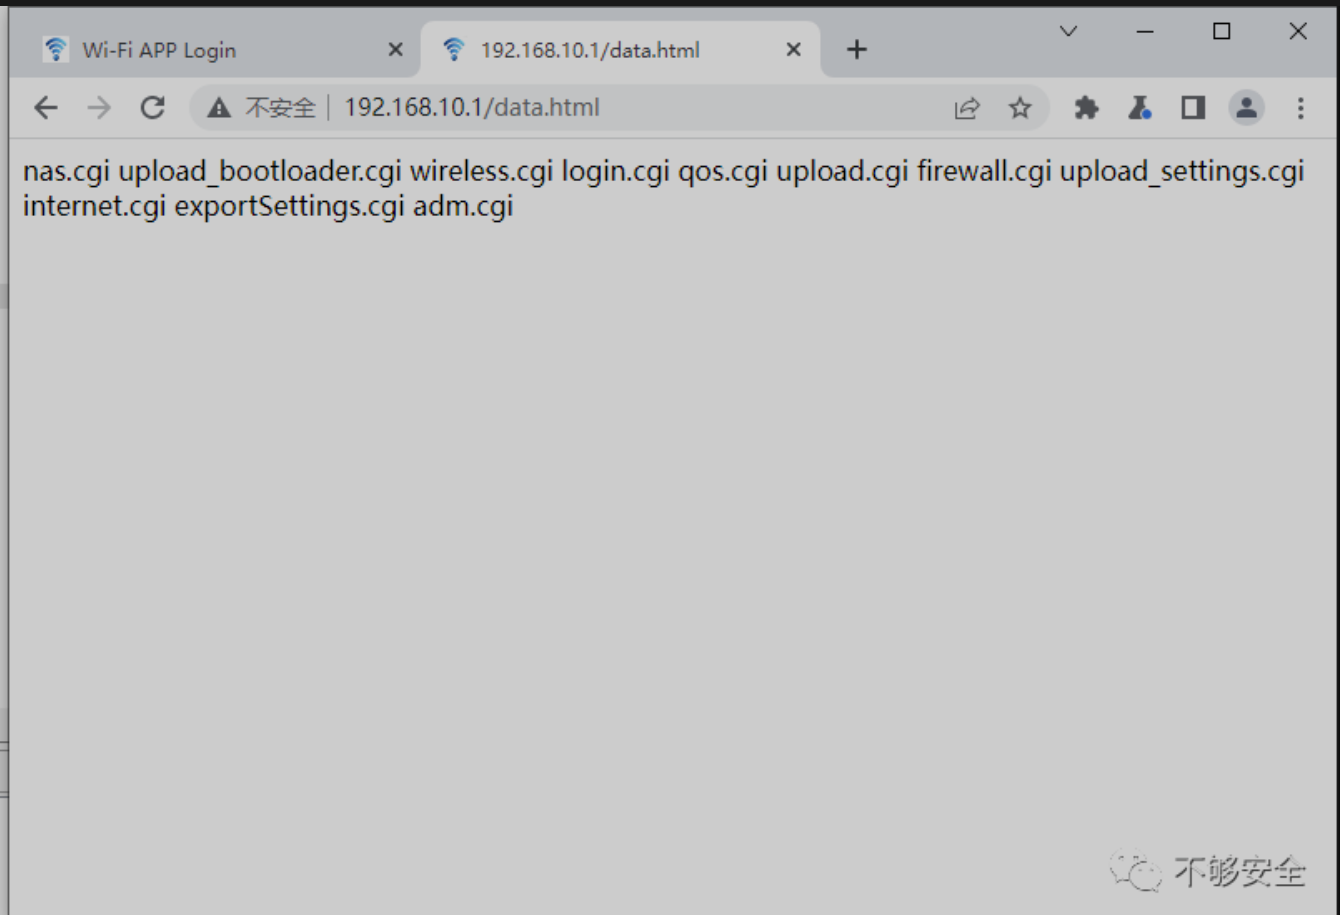 Wi-Fi APP Login
192.168.10.1/data.html
不安全 192.168.10.1/data.html
nas.cgi upload_bootloader.cgi wireless.cgi login.cgi qos.cgi upload.cgi firewall.cgi upload_settings.cgi
internet.cgi exportSettings.cgi adm.cgi
不够安全